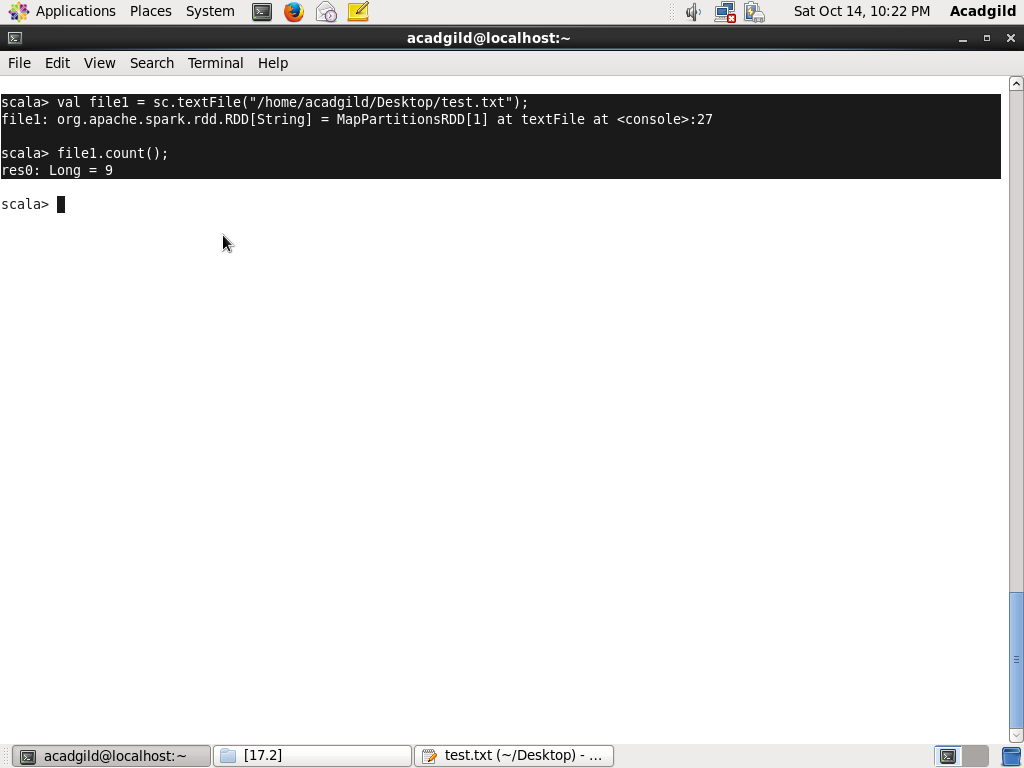 Applications Places System Sat Oct 14, 10:22 PM Acadgild
acadgild@localhost:~
File Edit View Search Terminal Help
scala> val file1 = sc.textFile("/home/acadgild/Desktop/test.txt");
file1: org.apache.spark.rdd.RDD[String] = MapPartitionsRDD[1] at textFile at <console>:27
scala> file1.count();
res0: Long = 9
scala>
acadgild@localhost:~ [17.2] test.txt (~/Desktop) - ...